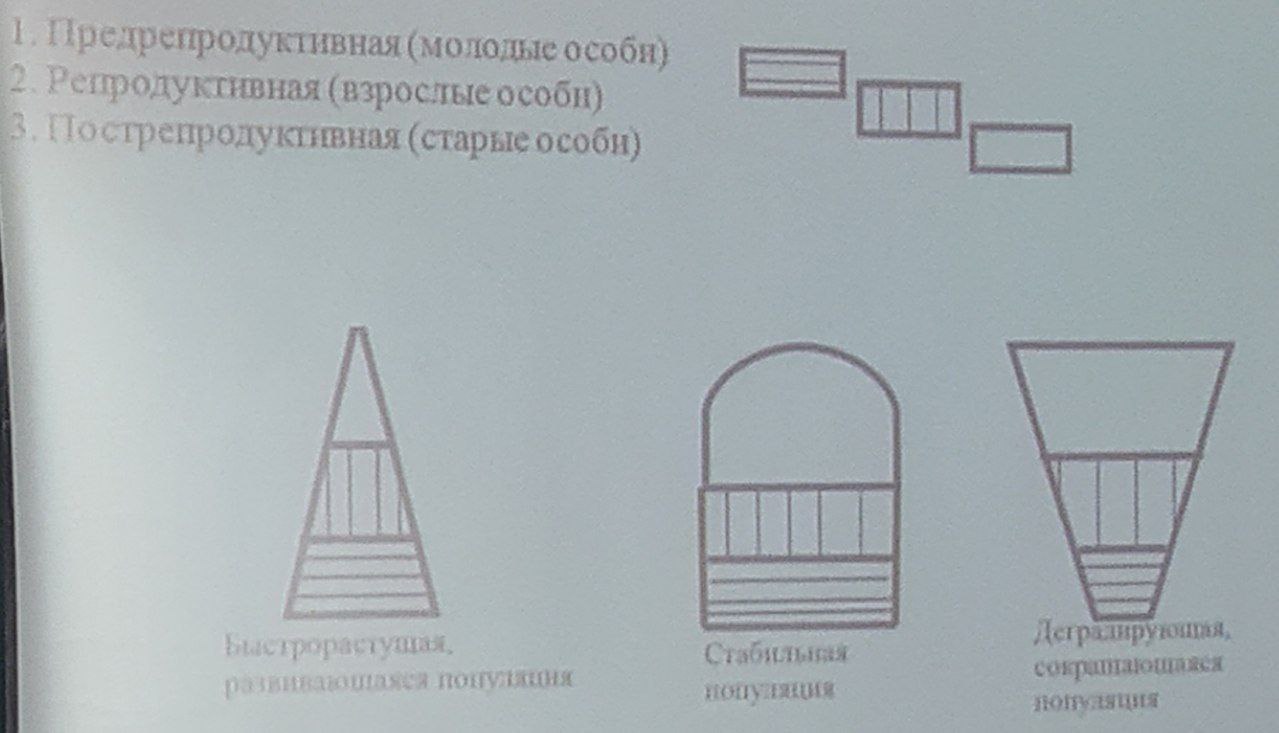 1. Предрепродуктивная (молодые особи)
2. Репродуктивная (взрослые особи)
3. Пострепродуктивная (старые особи)
Быстрорастущая,
развивающаяся популяция
Стабильная
популяция
Деградирующая,
сокращающаяся
популяция